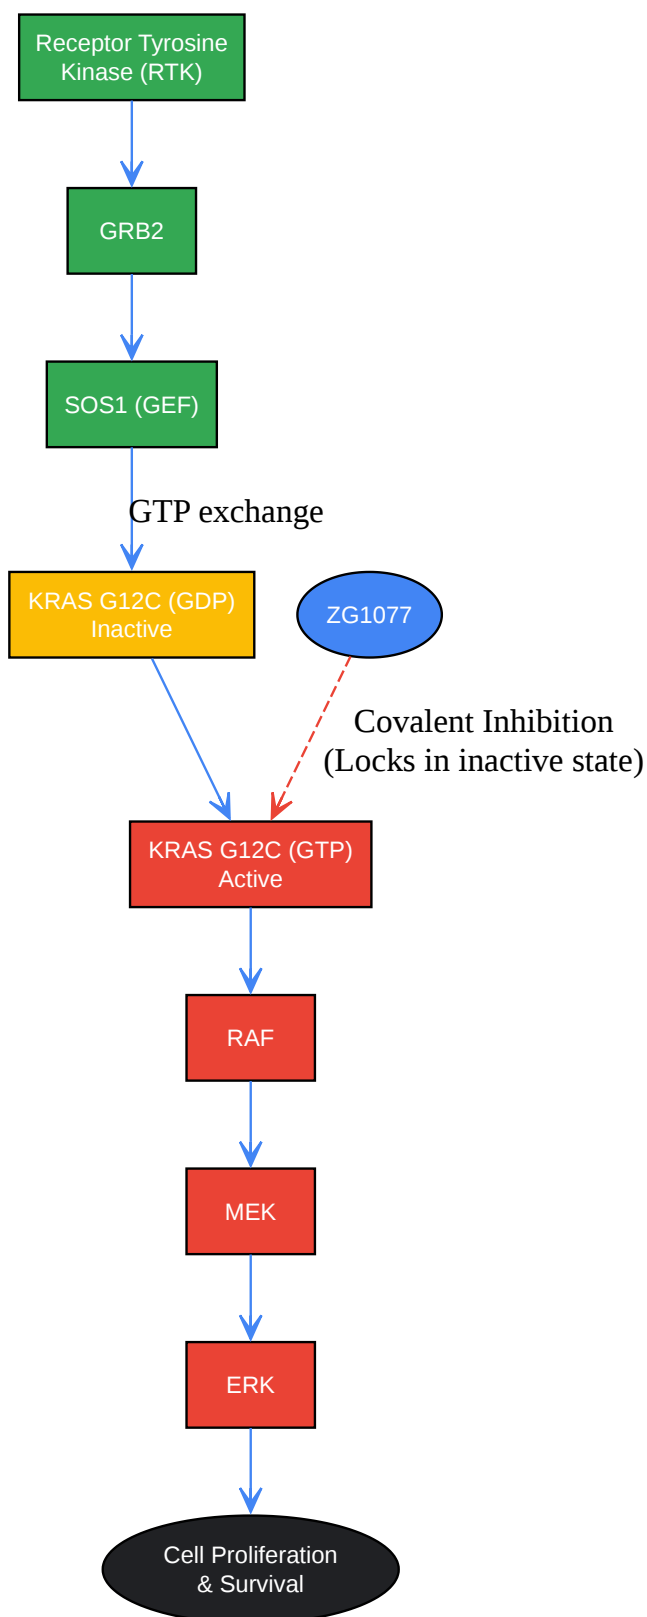 Receptor Tyrosine
Kinase (RTK)
GRB2
SOS1 (GEF)
GTP exchange
KRAS G12C (GDP)
Inactive
ZG1077
Covalent Inhibition
(Locks in inactive state)
KRAS G12C (GTP)
Active
RAF
MEK
ERK
Cell Proliferation
& Survival